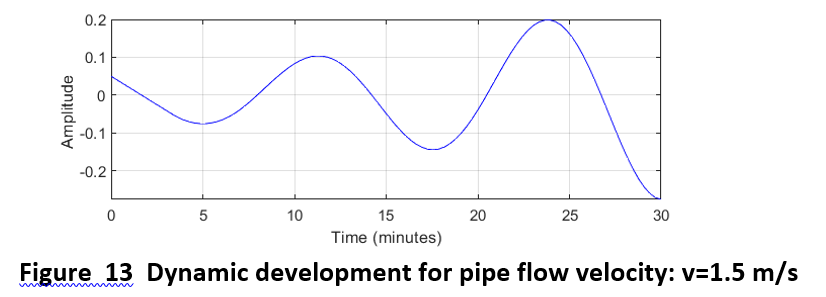 0.2
0.1
0
-0.1
-0.2
Amplitude
0 5 10 15 20 25 30
Time (minutes)
Figure 13 Dynamic development for pipe flow velocity: v=1.5 m/s